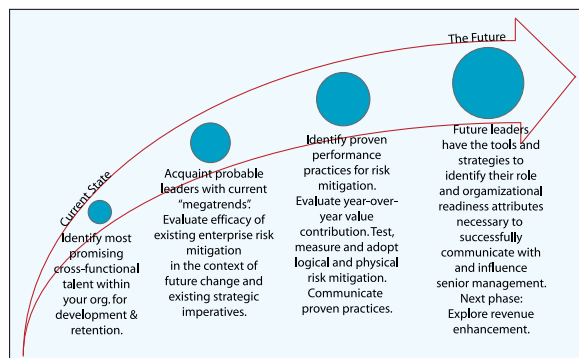 Current State
Identify most
promising
cross-functional
talent within
your org. for
development &
retention.
Acquaint probable
leaders with current
“megatrends”.
Evaluate efficacy of
existing enterprise risk
mitigation
in the context of
future change and
existing strategic
imperatives.
Identify proven
performance
practices for risk
mitigation.
Evaluate year-over-
year value
contribution. Test,
measure and adopt
logical and physical
risk mitigation.
Communicate
proven practices.
The Future
Future leaders
have the tools and
strategies to
identify their role
and organizational
readiness attributes
necessary to
successfully
communicate with
and influence
senior management.
Next phase:
Explore revenue
enhancement.